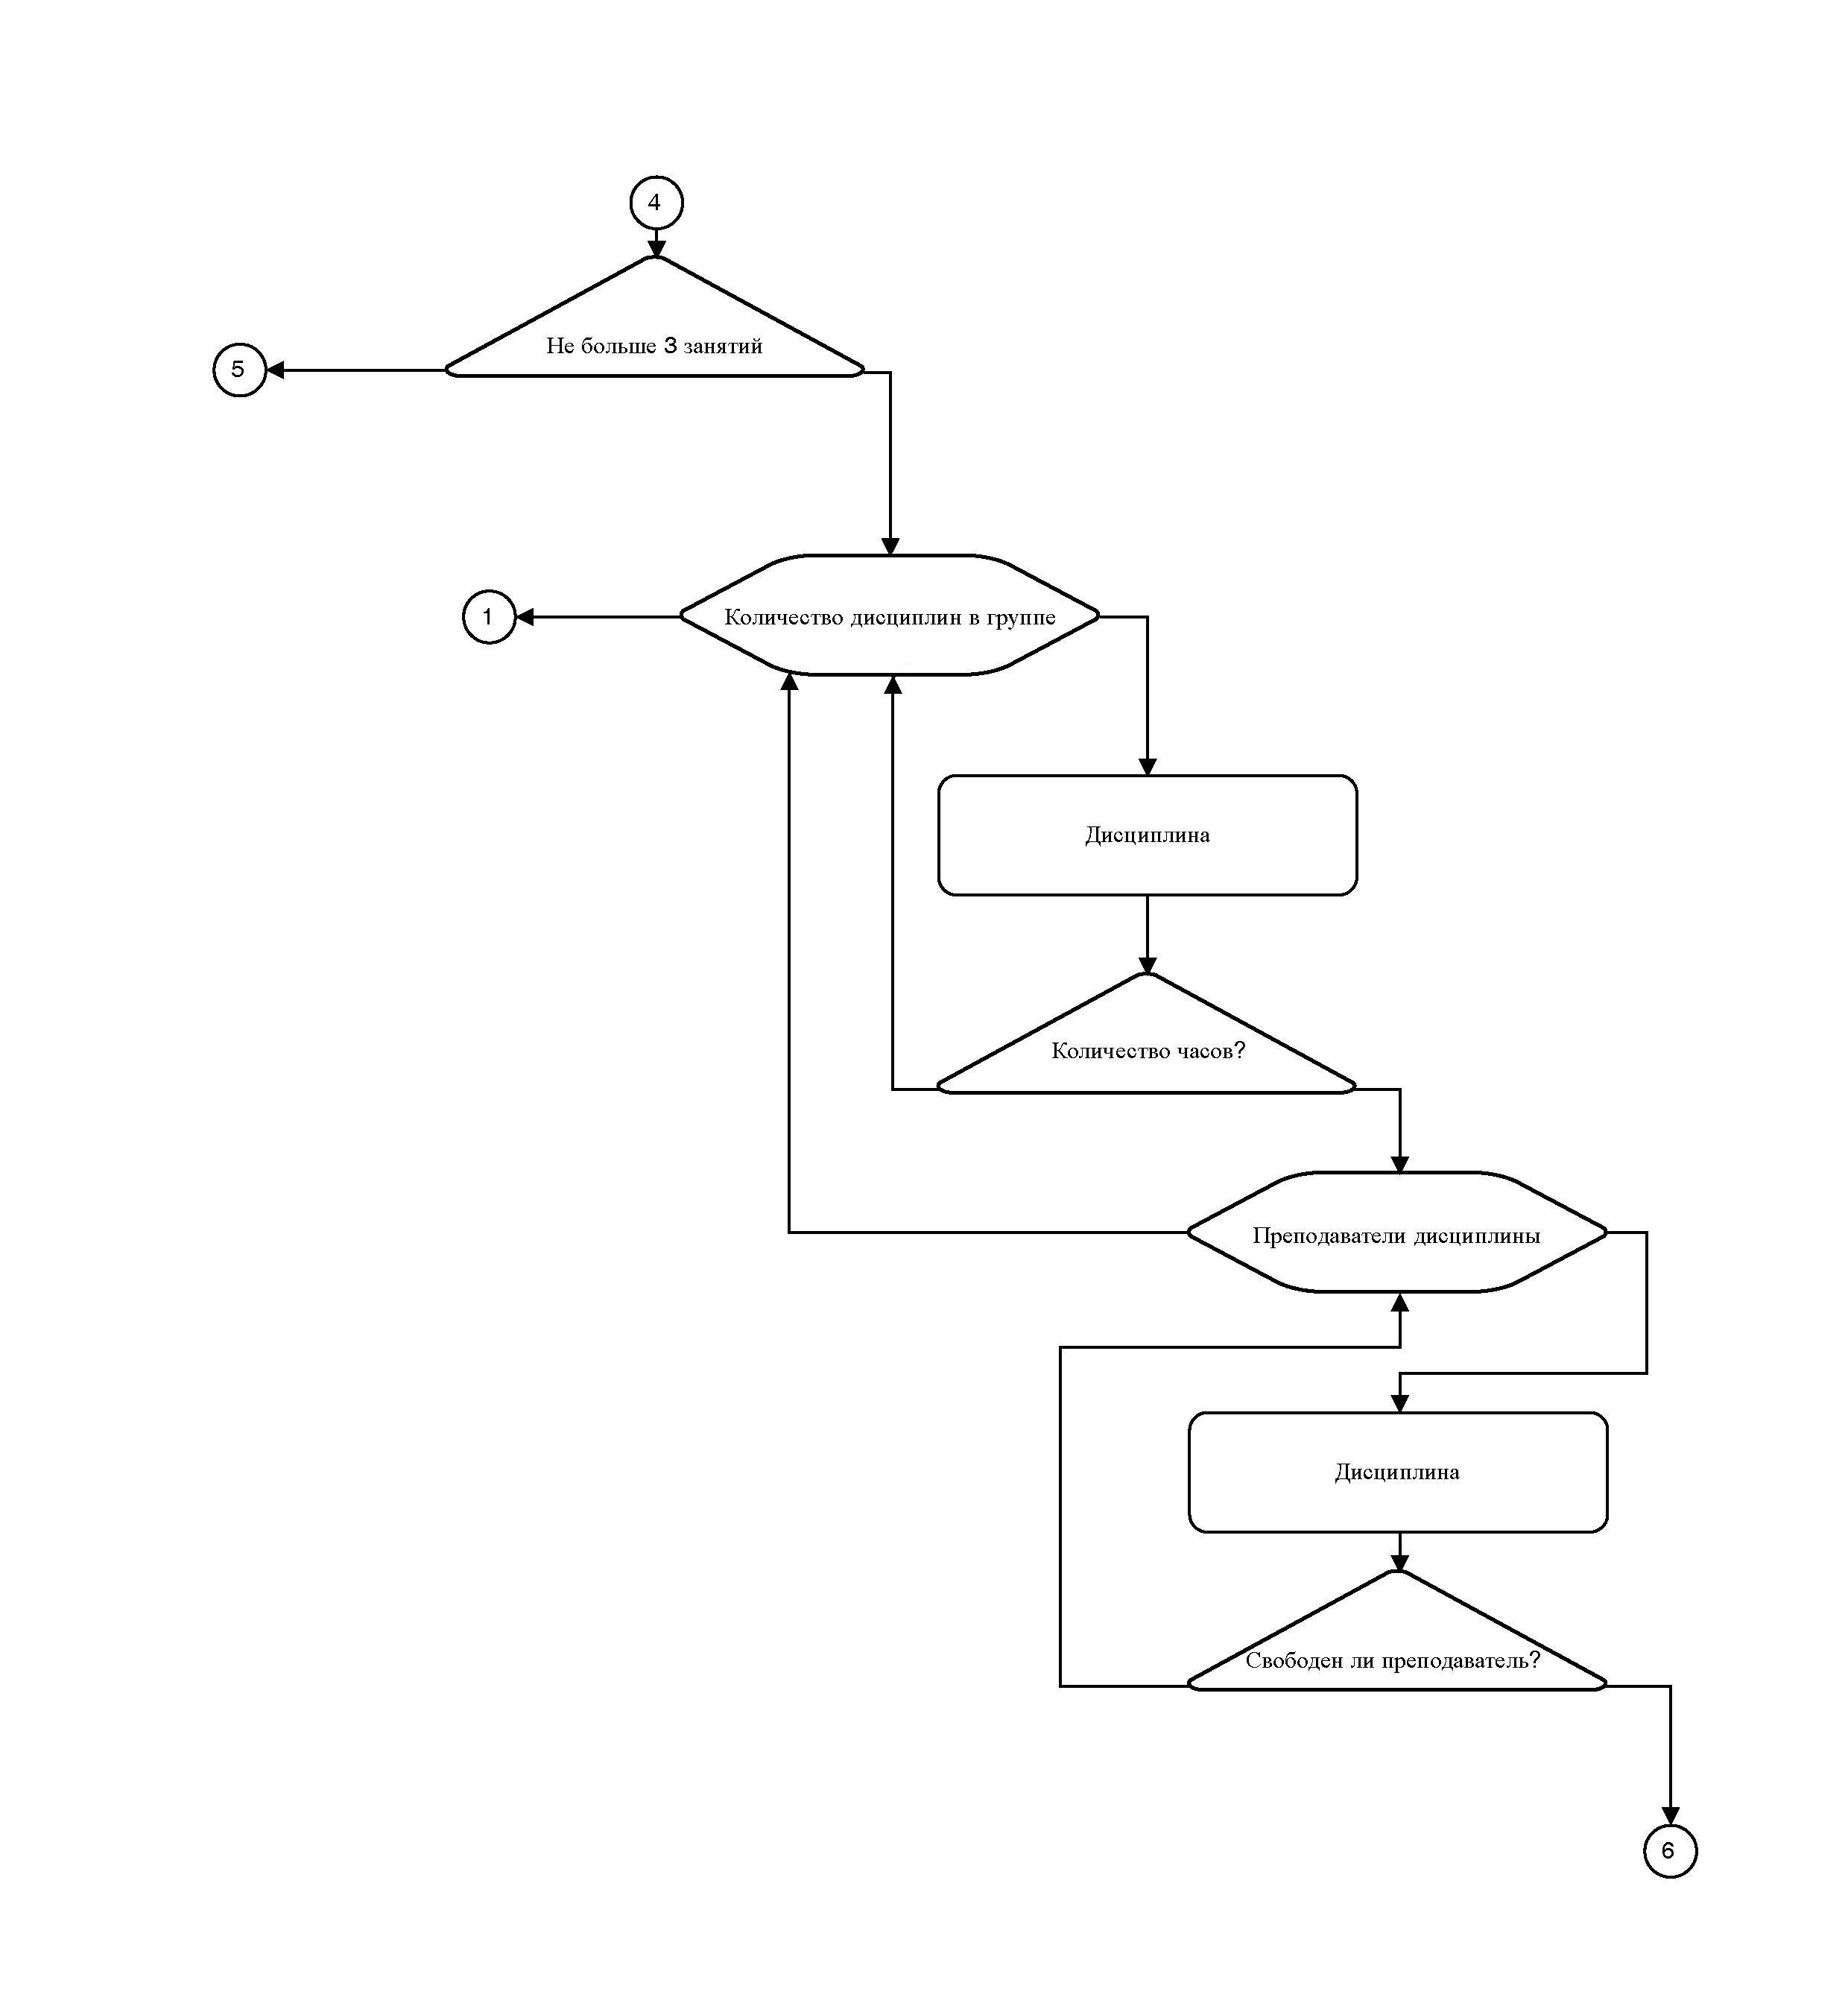 4
Не больше 3 занятий
5
Количество дисциплин в группе
1
Дисциплина
Количество часов?
Преподаватели дисциплины
Дисциплина
Свободен ли преподаватель?
6